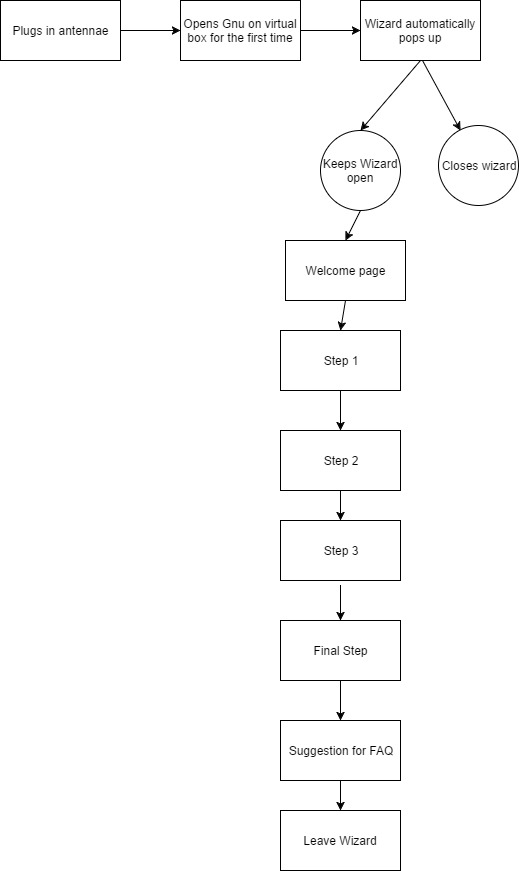 Plugs in antennae
Opens Gnu on virtual
box for the first time
Wizard automatically
pops up
Keeps Wizard
open
Closes wizard
Welcome page
Step 1
Step 2
Step 3
Final Step
Suggestion for FAQ
Leave Wizard